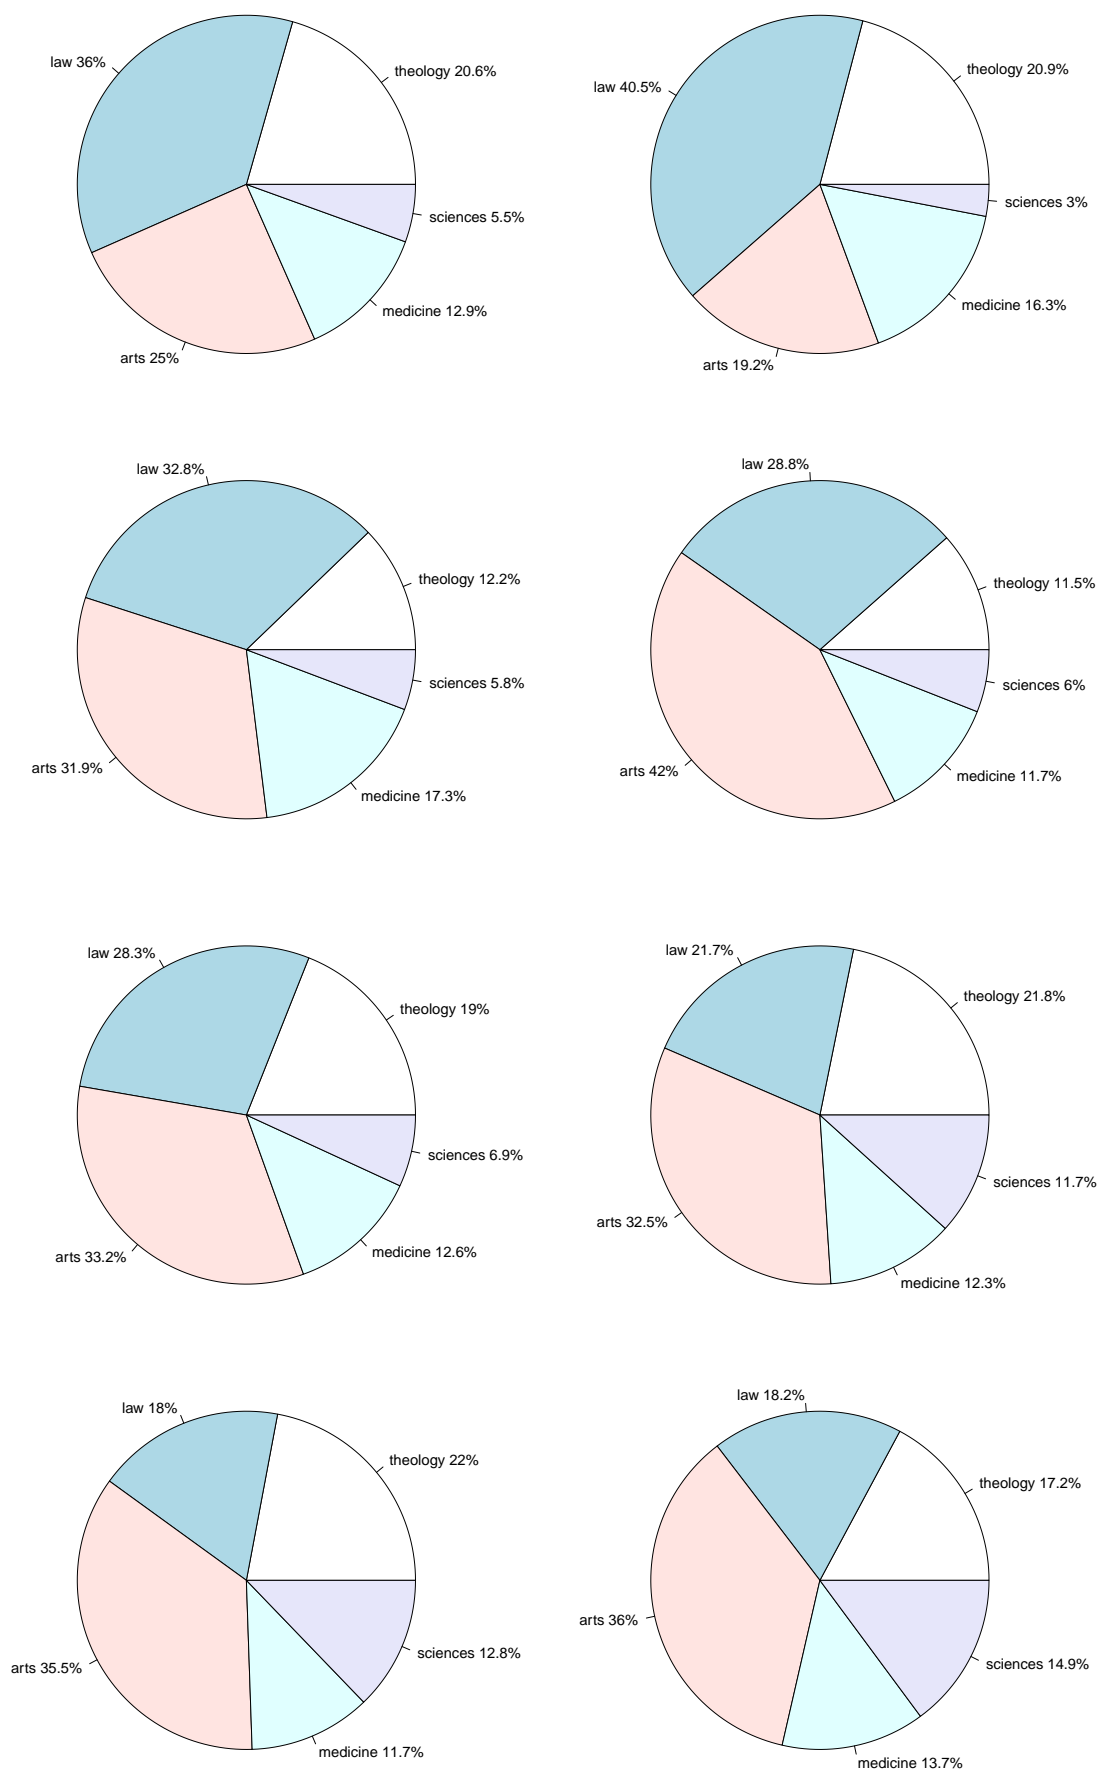 law 36%
theology 20.6%
sciences 5.5%
medicine 12.9%
arts 25%
law 40.5%
theology 20.9%
sciences 3%
medicine 16.3%
arts 19.2%
law 32.8%
theology 12.2%
sciences 5.8%
arts 31.9%
medicine 17.3%
law 28.8%
theology 11.5%
sciences 6%
arts 42%
medicine 11.7%
law 28.3%
theology 19%
sciences 6.9%
medicine 12.6%
arts 33.2%
law 21.7%
theology 21.8%
sciences 11.7%
arts 32.5%
medicine 12.3%
law 18%
theology 22%
sciences 12.8%
arts 35.5%
medicine 11.7%
law 18.2%
theology 17.2%
arts 36%
sciences 14.9%
medicine 13.7%